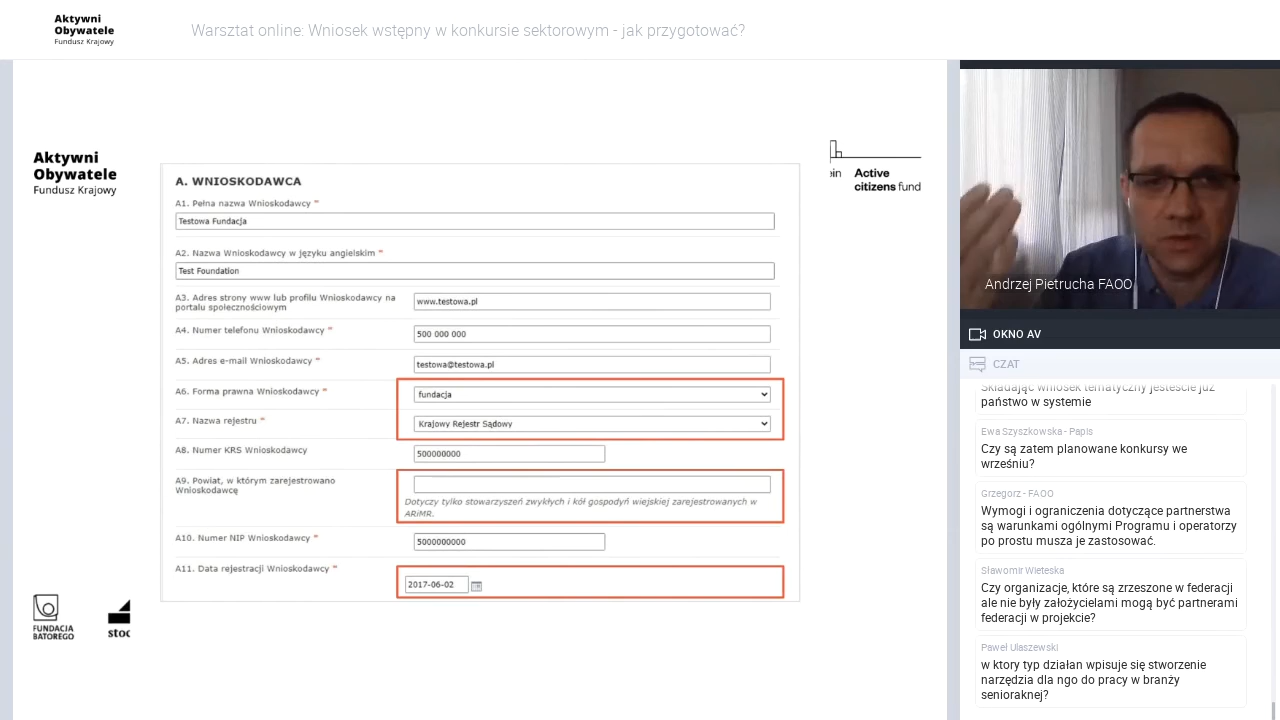 Aktywni
Obywatele
Fundusz Krajowy
Warsztat online: Wniosek wstępny w konkursie sektorowym - jak przygotować?
Aktywni
Obywatele
Fundusz Krajowy
ein
Active
citizens fund
A. WNIOSKODAWCA
A1. Pełna nazwa Wnioskodawcy *
Testowa Fundacja
A2. Nazwa Wnioskodawcy w języku angielskim *
Test Foundation
A3. Adres strony www lub profilu Wnioskodawcy na
portalu społecznościowym
www.testowa.pl
A4. Numer telefonu Wnioskodawcy *
500 000 000
A5. Adres e-mail Wnioskodawcy *
testowa@testowa.pl
A6. Forma prawna Wnioskodawcy *
fundacja
A7. Nazwa rejestru *
Krajowy Rejestr Sądowy
A8. Numer KRS Wnioskodawcy
500000000
A9. Powiat, w którym zarejestrowano
Wnioskodawcę
Dotyczy tylko stowarzyszeń zwykłych i kół gospodyń wiejskiej zarejestrowanych w
ARiMR.
A10. Numer NIP Wnioskodawcy *
5000000000
A11. Data rejestracji Wnioskodawcy *
2017-06-02
FUNDACJA
BATOREGO
stoc
Andrzej Pietrucha FAOO
OKNO AV
CZAT
Składając wniosek tematyczny jesteście już
państwo w systemie
Ewa Szyszkowska - Papis
Czy są zatem planowane konkursy we
wrześniu?
Grzegorz - FAOO
Wymogi i ograniczenia dotyczące partnerstwa
są warunkami ogólnymi Programu i operatorzy
po prostu musza je zastosować.
Sławomir Wieteska
Czy organizacje, które są zrzeszone w federacji
ale nie były założycielami mogą być partnerami
federacji w projekcie?
Paweł Ulaszewski
w ktory typ działan wpisuje się stworzenie
narzędzia dla ngo do pracy w branży
senioraknej?